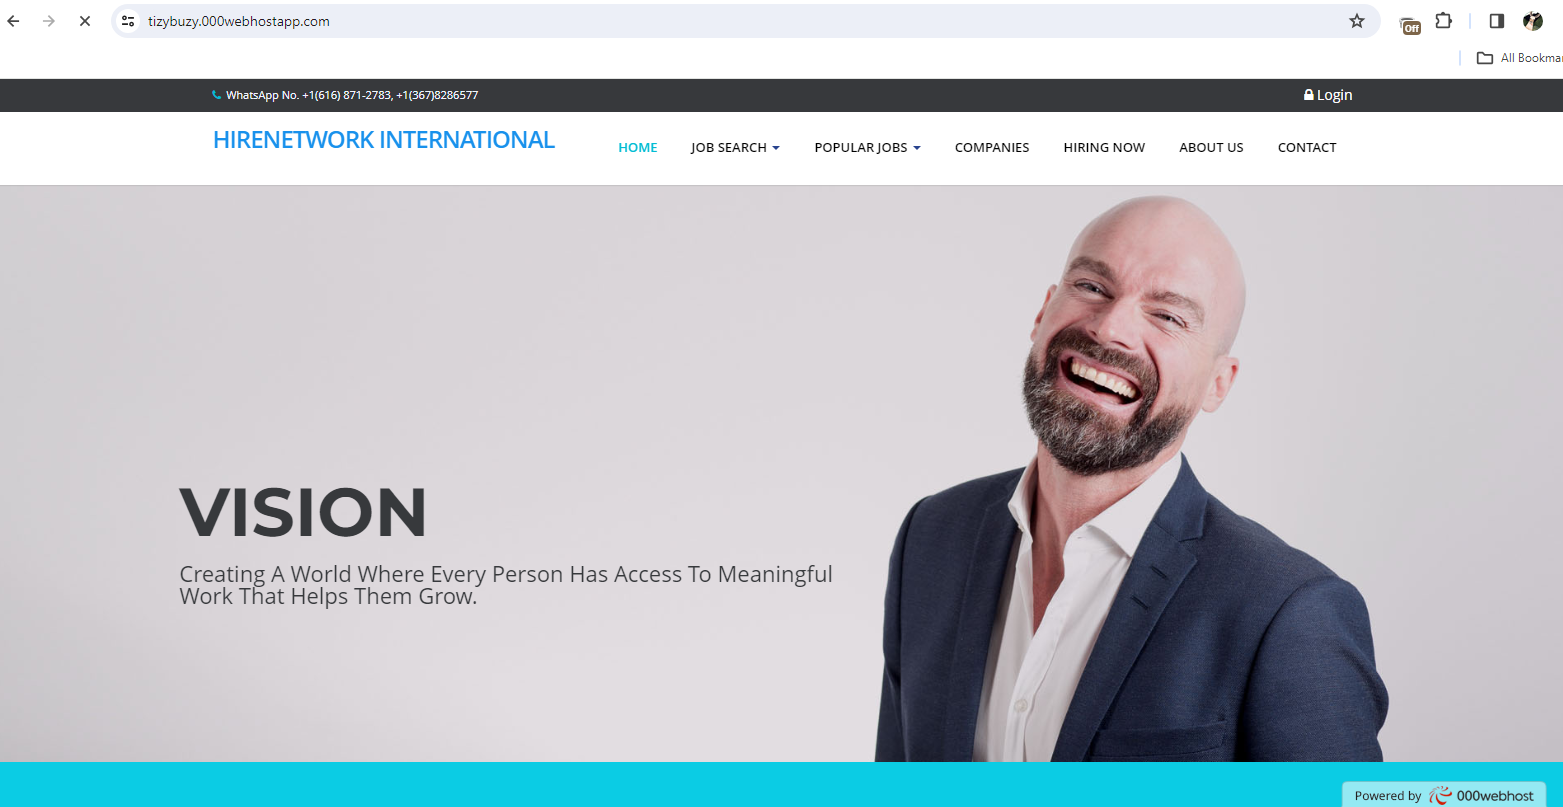 tizybuzy.000webhostapp.com
Off
All Bookma
WhatsApp No. +1(616) 871-2783, +1(367)8286577
Login
HIRENETWORK INTERNATIONAL
HOME JOB SEARCH POPULAR JOBS COMPANIES HIRING NOW ABOUT US CONTACT
VISION
Creating A World Where Every Person Has Access To Meaningful
Work That Helps Them Grow.
Powered by 000webhost